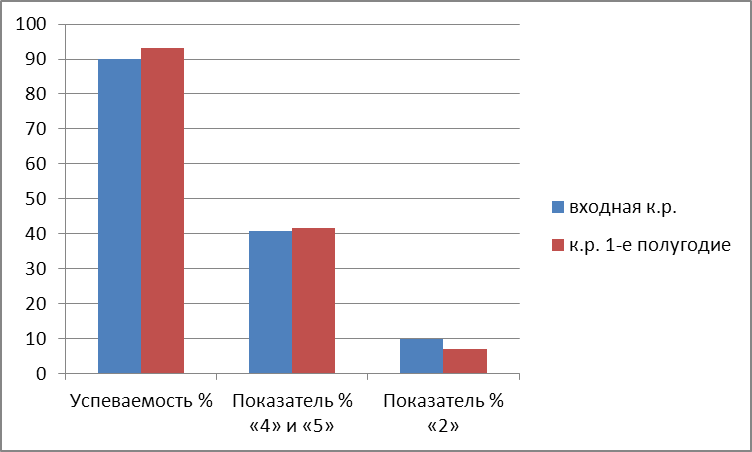 100
90
80
70
60
50
40
30
20
10
0
Успеваемость %
Показатель %
«4» и «5»
Показатель %
«2»
входная к.р.
к.р. 1-е полугодие